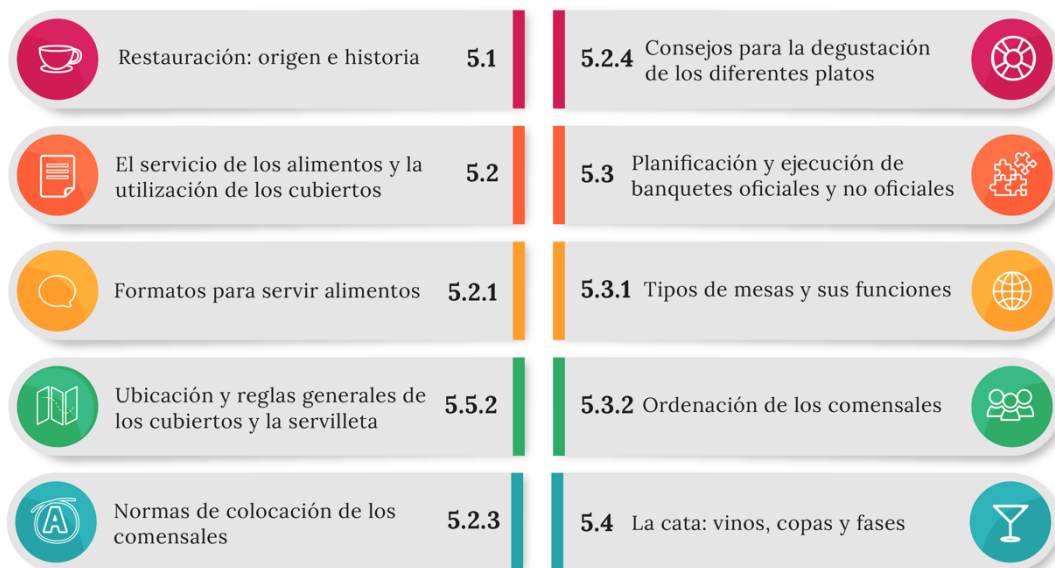 Restauración: origen e historia 5.1
El servicio de los alimentos y la
utilización de los cubiertos 5.2
Formatos para servir alimentos 5.2.1
Ubicación y reglas generales de
los cubiertos y la servilleta 5.5.2
A
Normas de colocación de los
comensales 5.2.3
5.2.4 Consejos para la degustación
de los diferentes platos
5.3 Planificación y ejecución de
banquetes oficiales y no oficiales
5.3.1 Tipos de mesas y sus funciones
5.3.2 Ordenación de los comensales
5.4 La cata: vinos, copas y fases